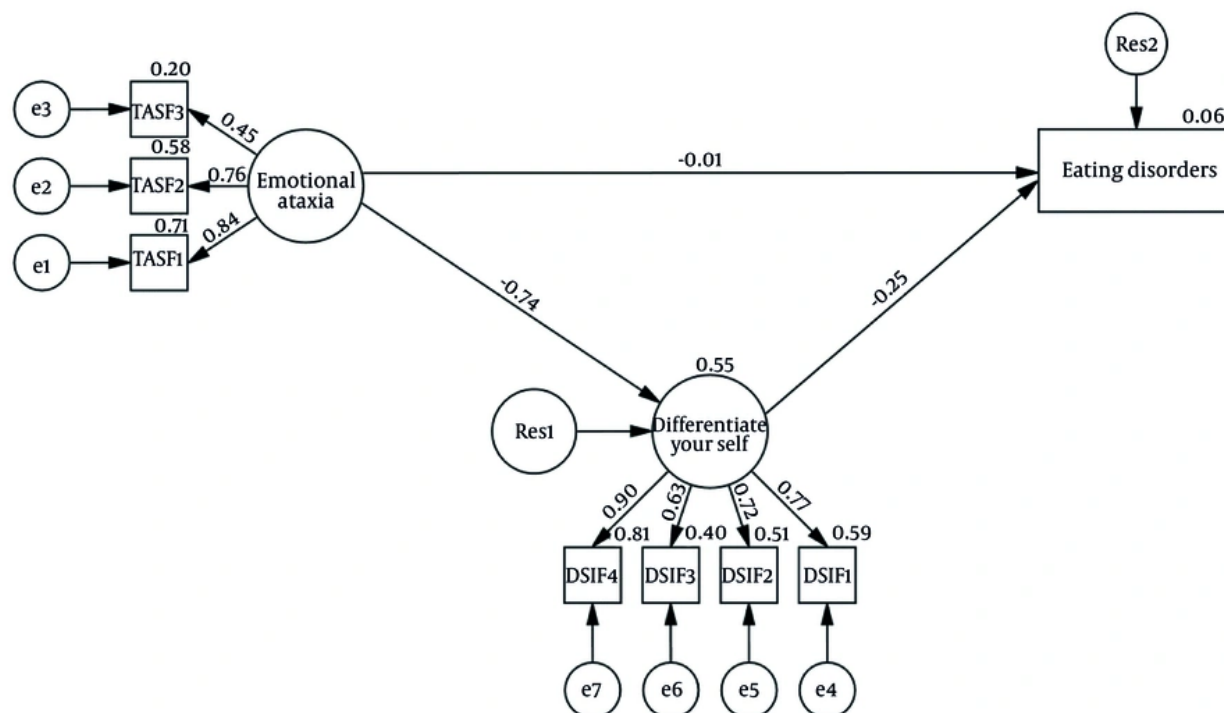 Res2
0.06
Eating disorders
0.20
e3
TASF3
0.45
0.58
e2
TASF2
0.76
Emotional
ataxia
-0.01
0.71
e1
TASF1
0.84
-0.74
-0.25
0.55
Res1
Differentiate
your self
0.90
0.63
0.72
0.77
0.81
0.40
0.51
0.59
DSIF4
DSIF3
DSIF2
DSIF1
e7
e6
e5
e4